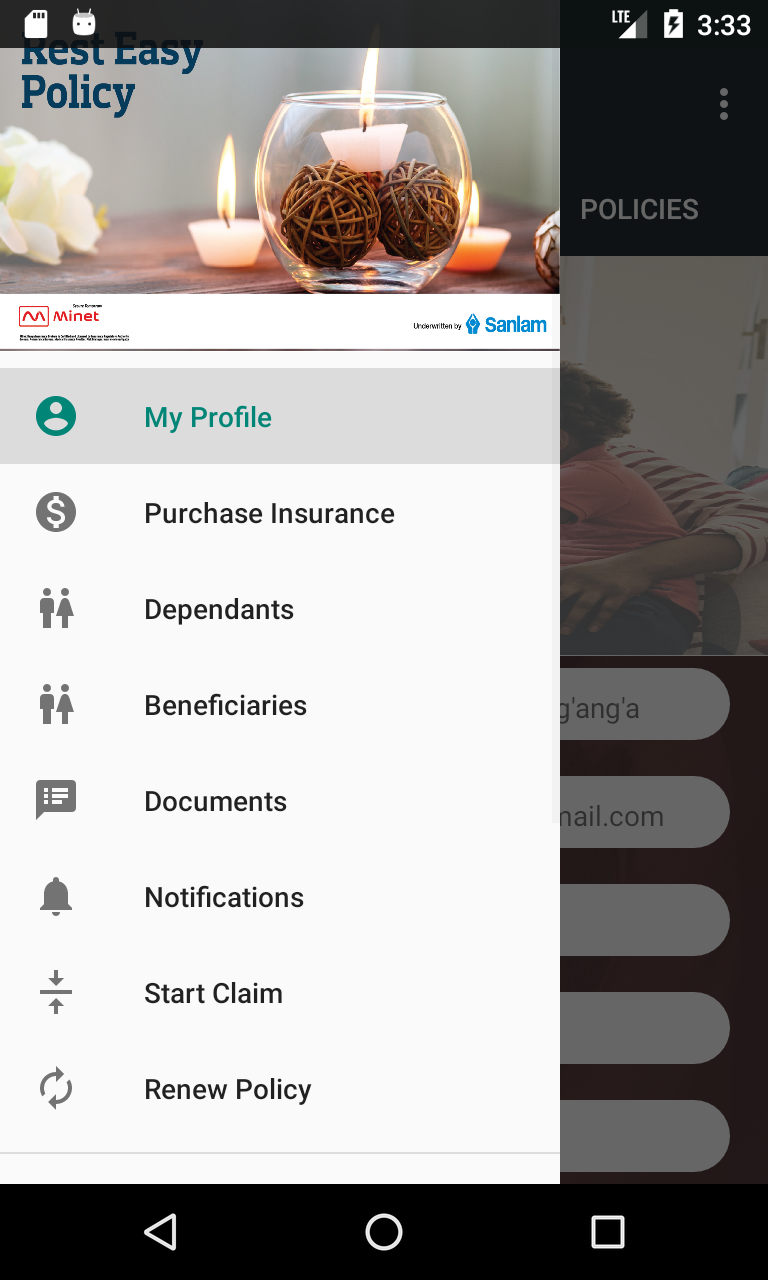 LTE
3:33
Rest Easy
Policy
POLICIES
Minet
Underwritten by Sanlam
My Profile
Purchase Insurance
g'ang'a
Dependants
Beneficiaries
mail.com
Documents
Notifications
Start Claim
Renew Policy